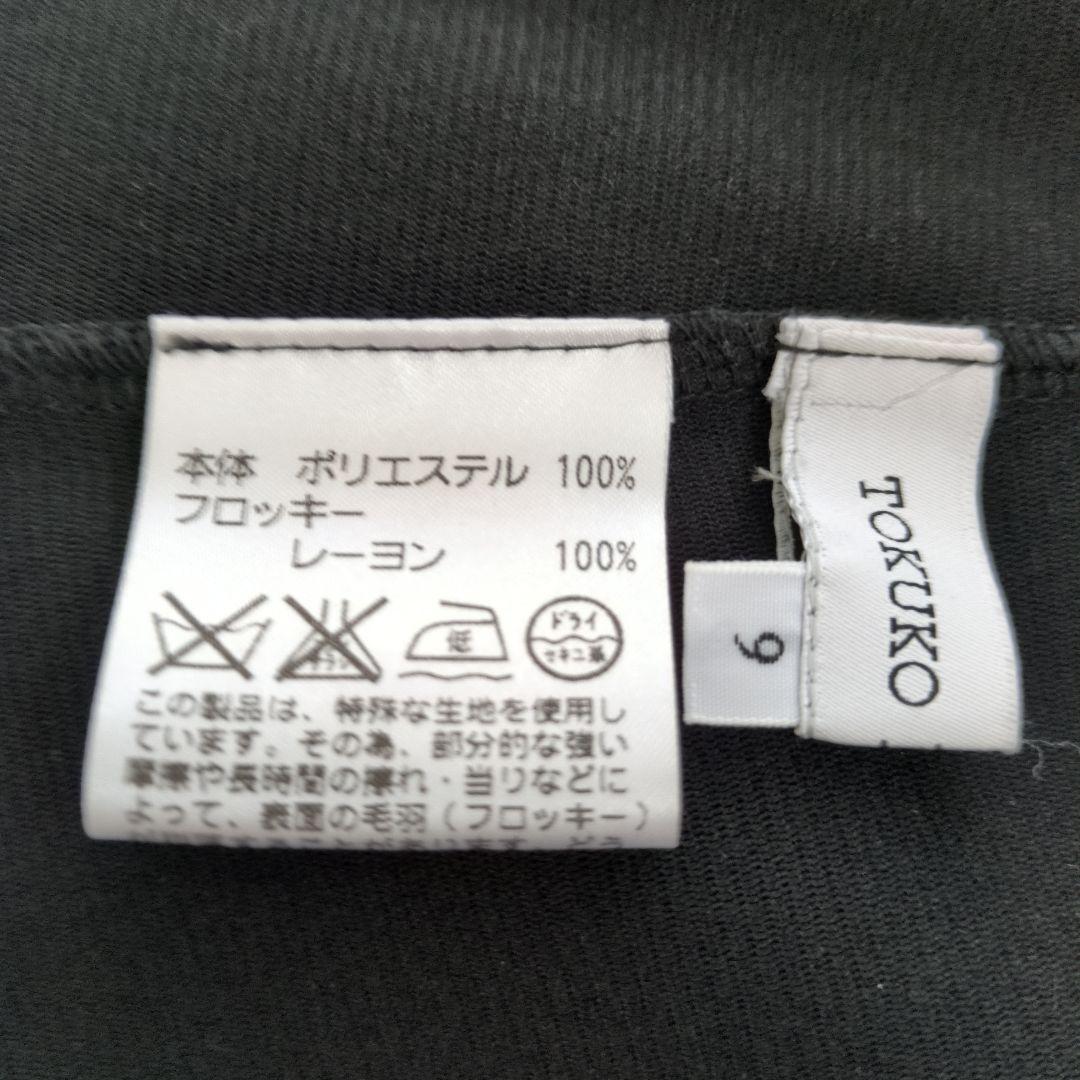 本体 ポリエステル 100%
フロッキー
レーヨン 100%
低
ドライ
セキユ系
この製品は、特殊な生地を使用し
ています。その為、部分的な強い
摩擦や長時間の擦れ・当りなどに
よって、表面の毛羽（フロッキー）
9
TOKUKO